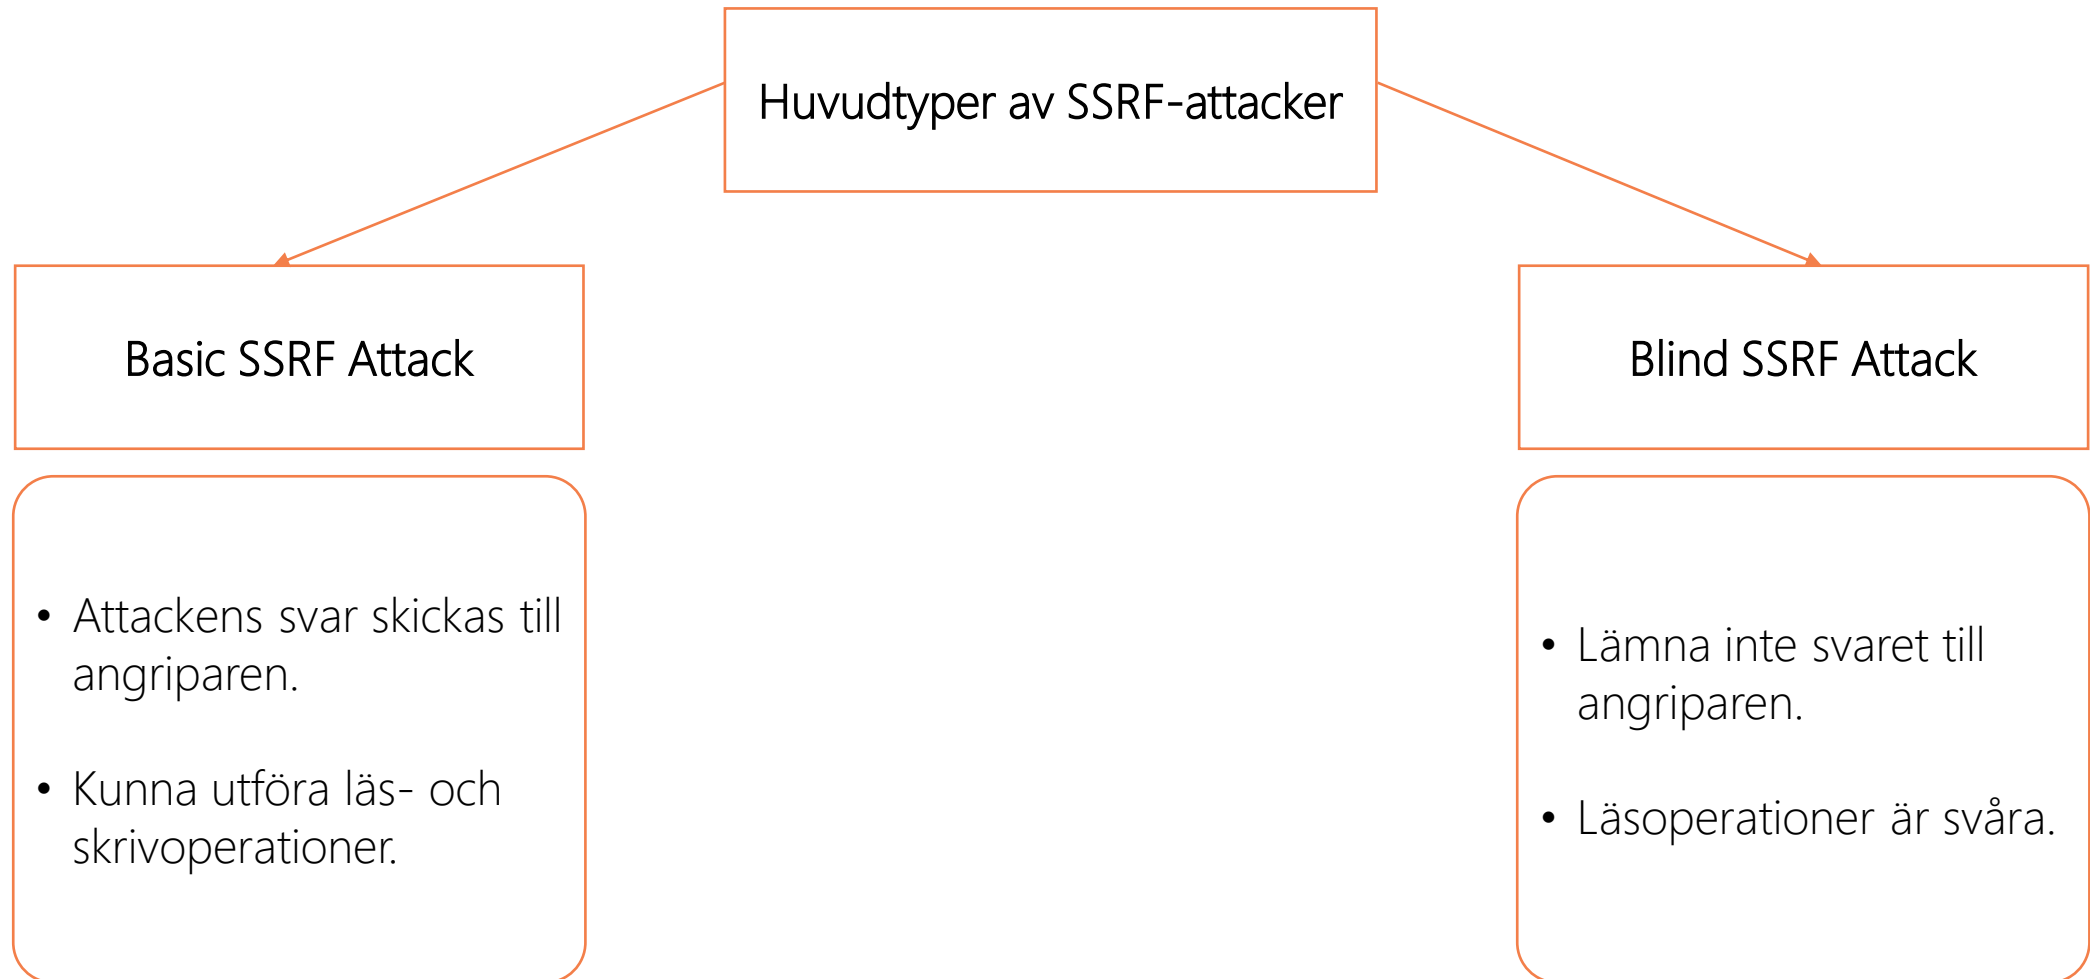 Huvudtyper av SSRF-attacker
Basic SSRF Attack
• Attackens svar skickas till
angriparen.
• Kunna utföra läs- och
skrivoperationer.
Blind SSRF Attack
• Lämna inte svaret till
angriparen.
• Läsoperationer är svåra.